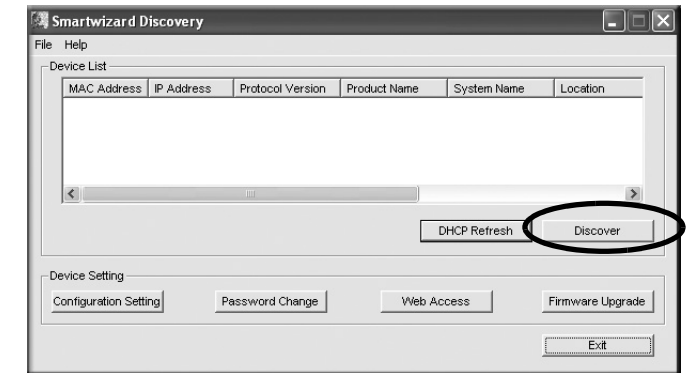 Smartwizard Discovery
File Help
Device List
MAC Address IP Address Protocol Version Product Name System Name Location
DHCP Refresh Discover
Device Setting
Configuration Setting Password Change Web Access Firmware Upgrade
Exit